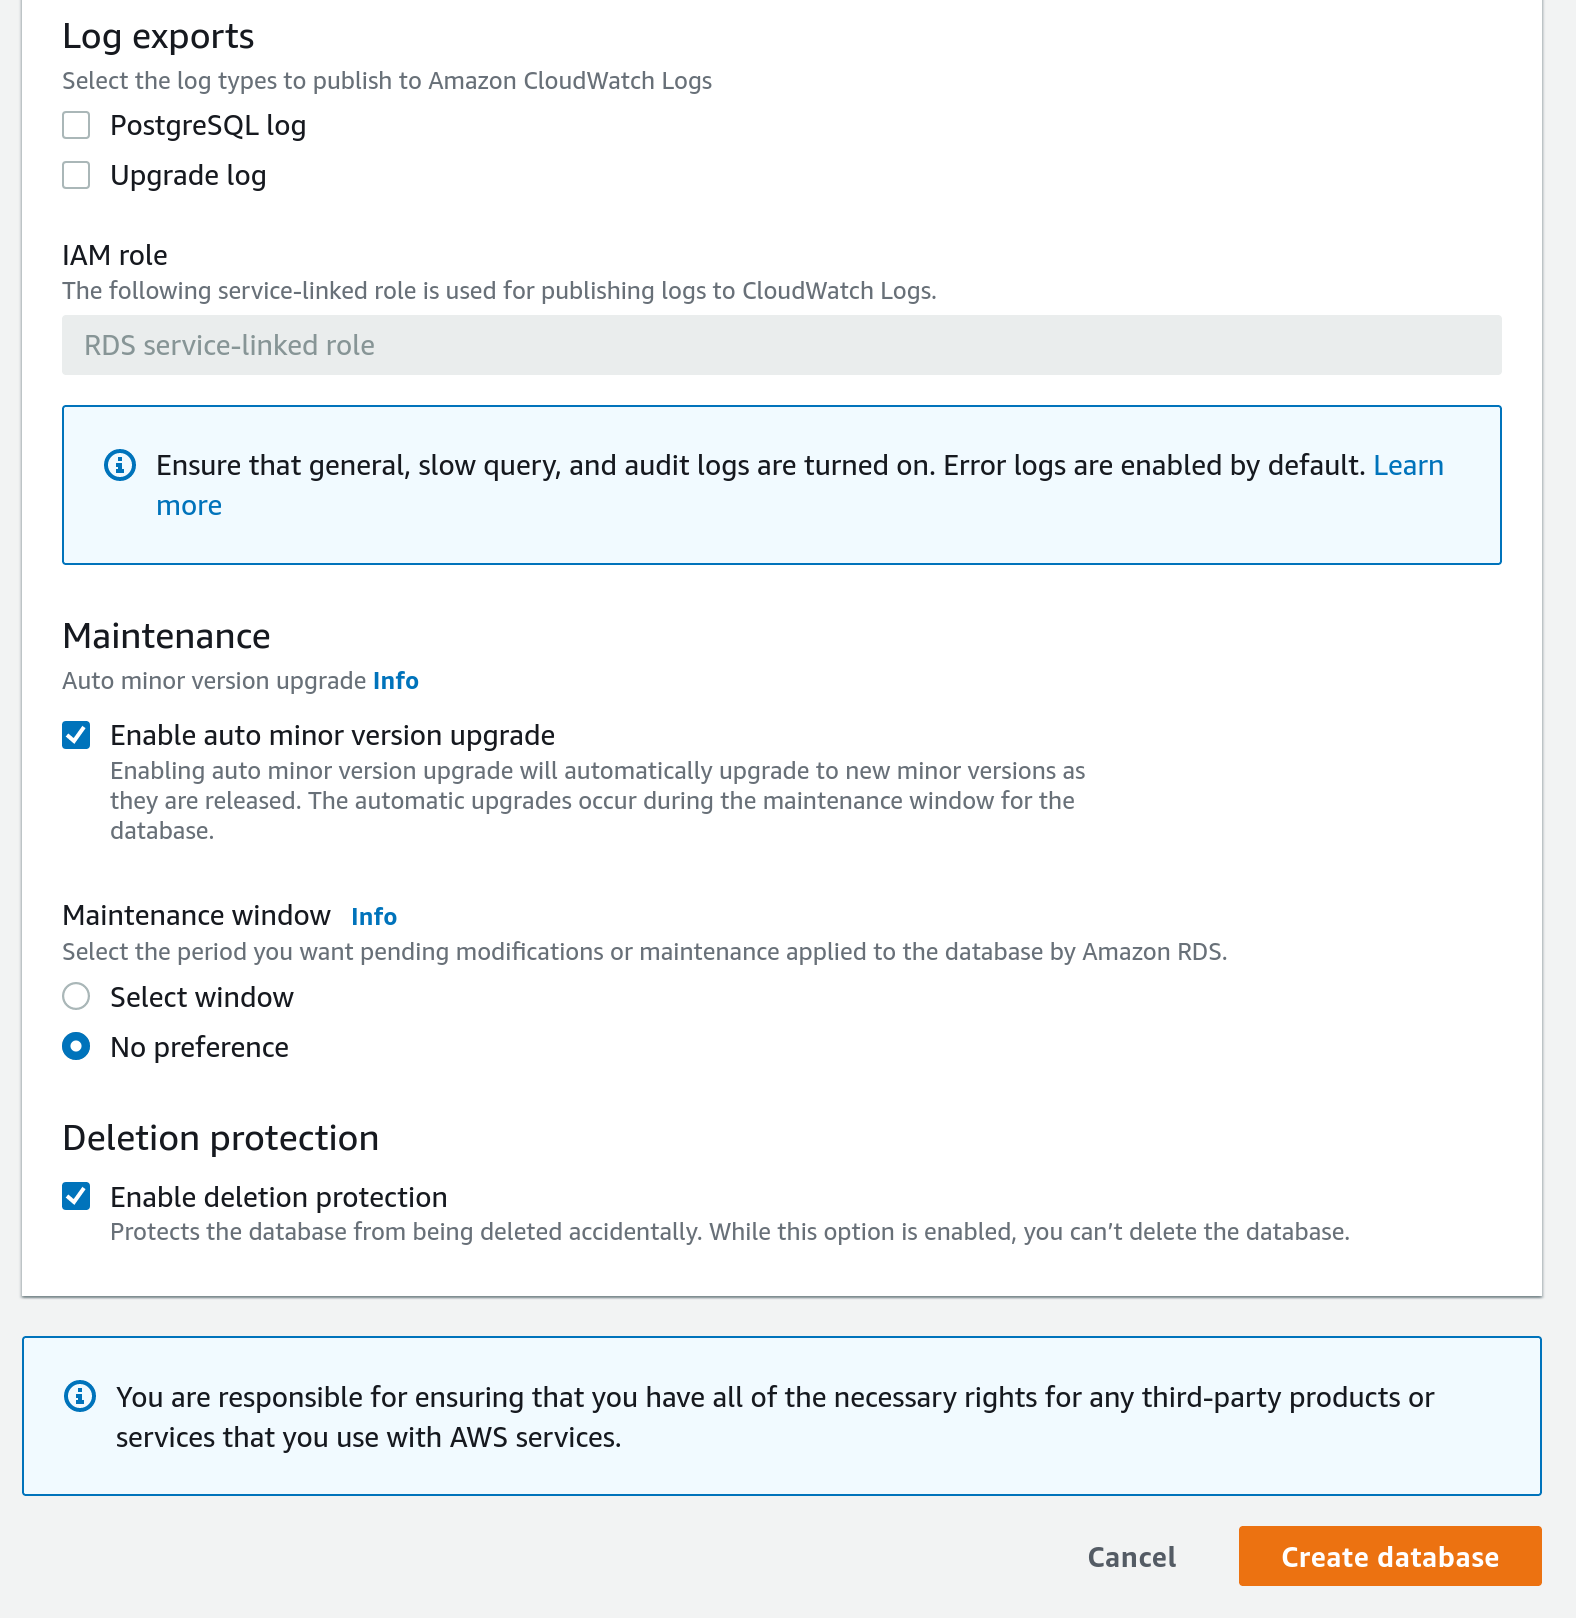 Log exports
Select the log types to publish to Amazon CloudWatch Logs
PostgreSQL log
Upgrade log
IAM role
The following service-linked role is used for publishing logs to CloudWatch Logs.
RDS service-linked role
Ensure that general, slow query, and audit logs are turned on. Error logs are enabled by default. Learn
more
Maintenance
Auto minor version upgrade Info
Enable auto minor version upgrade
Enabling auto minor version upgrade will automatically upgrade to new minor versions as
they are released. The automatic upgrades occur during the maintenance window for the
database.
Maintenance window Info
Select the period you want pending modifications or maintenance applied to the database by Amazon RDS.
Select window
No preference
Deletion protection
Enable deletion protection
Protects the database from being deleted accidentally. While this option is enabled, you can’t delete the database.
You are responsible for ensuring that you have all of the necessary rights for any third-party products or
services that you use with AWS services.
Cancel Create database